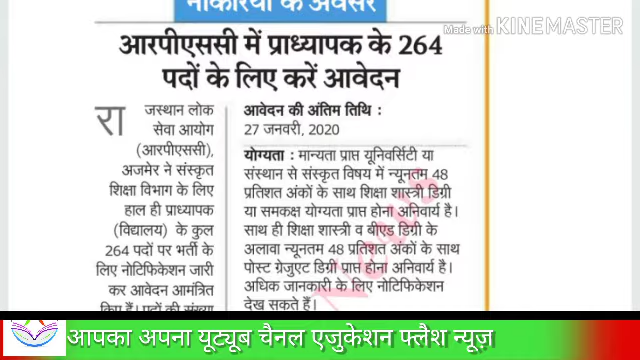 नौकरियों के अवसर
Made with KINEMASTER
आरपीएससी में प्राध्यापक के 264
पदों के लिए करें आवेदन
राजस्थान लोक
सेवा आयोग
(आरपीएससी),
अजमेर ने संस्कृत
शिक्षा विभाग के लिए
हाल ही प्राध्यापक
(विद्यालय) के कुल
264 पदों पर भर्ती के
लिए नोटिफिकेशन जारी
कर आवेदन आमंत्रित
किए हैं। पदों की संख्या
आवेदन की अंतिम तिथि :
27 जनवरी, 2020
योग्यता : मान्यता प्राप्त यूनिवर्सिटी या
संस्थान से संस्कृत विषय में न्यूनतम 48
प्रतिशत अंकों के साथ शिक्षा शास्त्री डिग्री
या समकक्ष योग्यता प्राप्त होना अनिवार्य है।
साथ ही शिक्षा शास्त्री व बीएड डिग्री के
अलावा न्यूनतम 48 प्रतिशत अंकों के साथ
पोस्ट ग्रेजुएट डिग्री प्राप्त होना अनिवार्य है।
अधिक जानकारी के लिए नोटिफिकेशन
देख सकते हैं।
News
आपका अपना यूट्यूब चैनल एजुकेशन फ्लैश न्यूज़